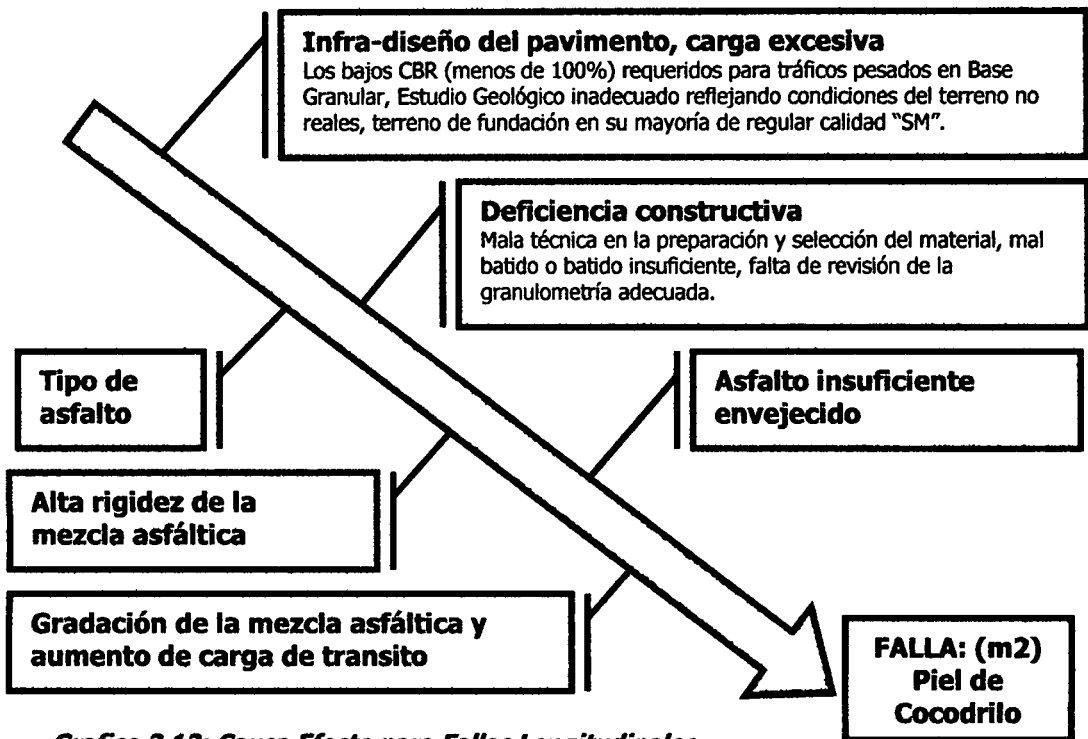 Infra-diseño del pavimento, carga excesiva
Los bajos CBR (menos de 100%) requeridos para tráficos pesados en Base
Granular, Estudio Geológico inadecuado reflejando condiciones del terreno no
reales, terreno de fundación en su mayoría de regular calidad "SM".
Deficiencia constructiva
Mala técnica en la preparación y selección del material, mal
batido o batido insuficiente, falta de revisión de la
granulometría adecuada.
Tipo de
asfalto
Asfalto insuficiente
envejecido
Alta rigidez de la
mezcla asfáltica
Gradación de la mezcla asfáltica y
aumento de carga de transito
FALLA: (m2)
Piel de
Cocodrilo